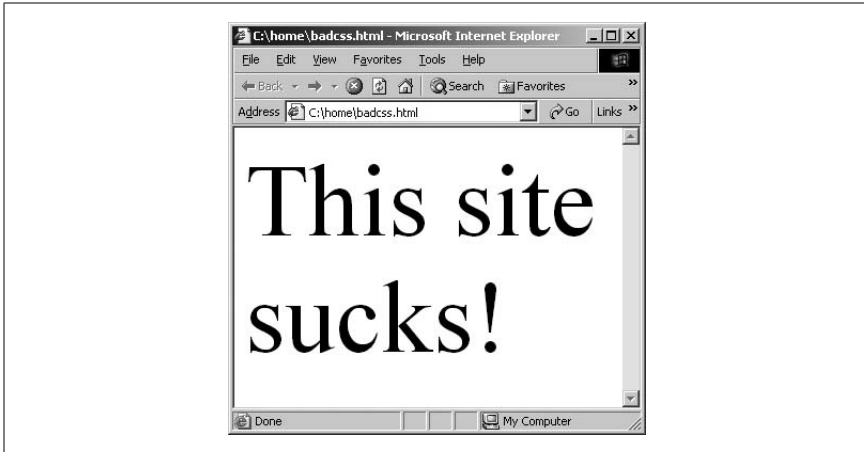 C:\home\badcss.html - Microsoft Internet Explorer
File Edit View Favorites Tools Help
Back Search Favorites »
Address C:\home\badcss.html Go Links »
This site
sucks!
Done My Computer